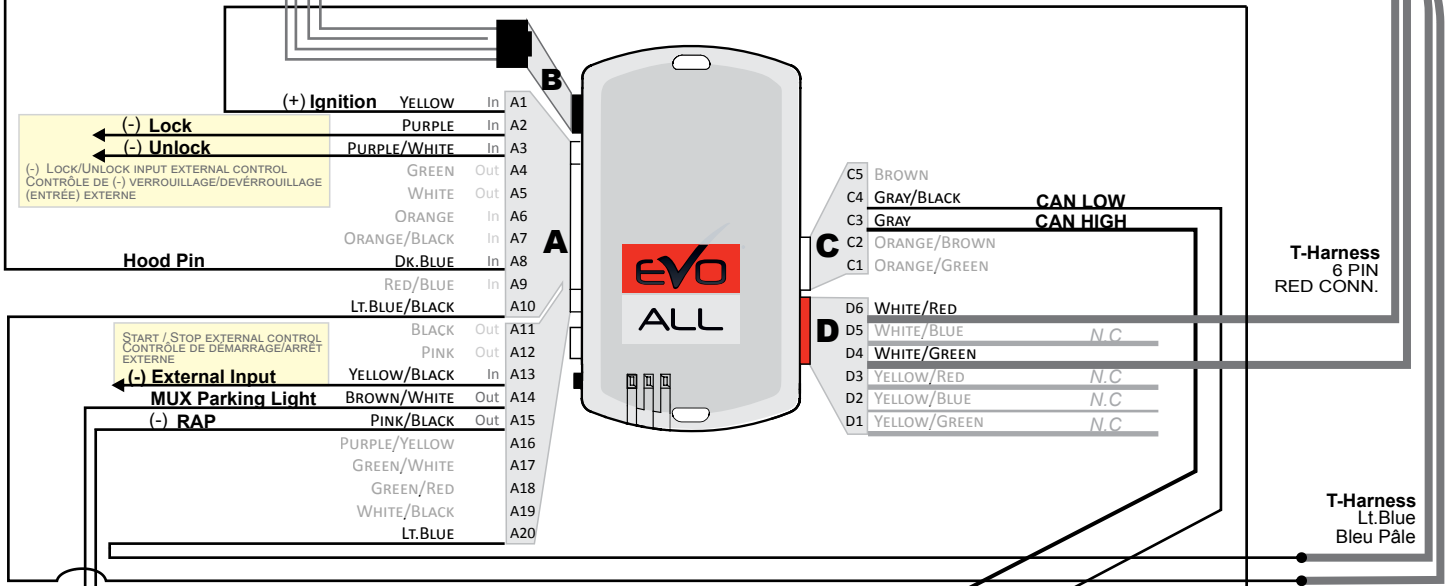 B
(+) Ignition YELLOW In A1
(-) Lock PURPLE In A2
(-) Unlock PURPLE/WHITE In A3
(-) LOCK/UNLOCK INPUT EXTERNAL CONTROL
CONTRÔLE DE (-) VERROUILLAGE/DEVÉRROUILLAGE
(ENTRÉE) EXTERNE
GREEN Out A4
WHITE Out A5
ORANGE In A6
ORANGE/BLACK In A7
Hood Pin DK.BLUE In A8
RED/BLUE In A9
LT.BLUE/BLACK A10
BLACK Out A11
START / STOP EXTERNAL CONTROL
CONTRÔLE DE DÉMARRAGE/ARRÊT
EXTERNE
PINK Out A12
(-) External Input YELLOW/BLACK In A13
MUX Parking Light BROWN/WHITE Out A14
(-) RAP PINK/BLACK Out A15
PURPLE/YELLOW A16
GREEN/WHITE A17
GREEN/RED A18
WHITE/BLACK A19
LT.BLUE A20
A
EVO
ALL
C
C5 BROWN
C4 GRAY/BLACK CAN LOW
C3 GRAY CAN HIGH
C2 ORANGE/BROWN
C1 ORANGE/GREEN
D
D6 WHITE/RED
D5 WHITE/BLUE N.C
D4 WHITE/GREEN
D3 YELLOW/RED N.C
D2 YELLOW/BLUE N.C
D1 YELLOW/GREEN N.C
T-Harness
6 PIN
RED CONN.
T-Harness
Lt.Blue
Bleu Pâle